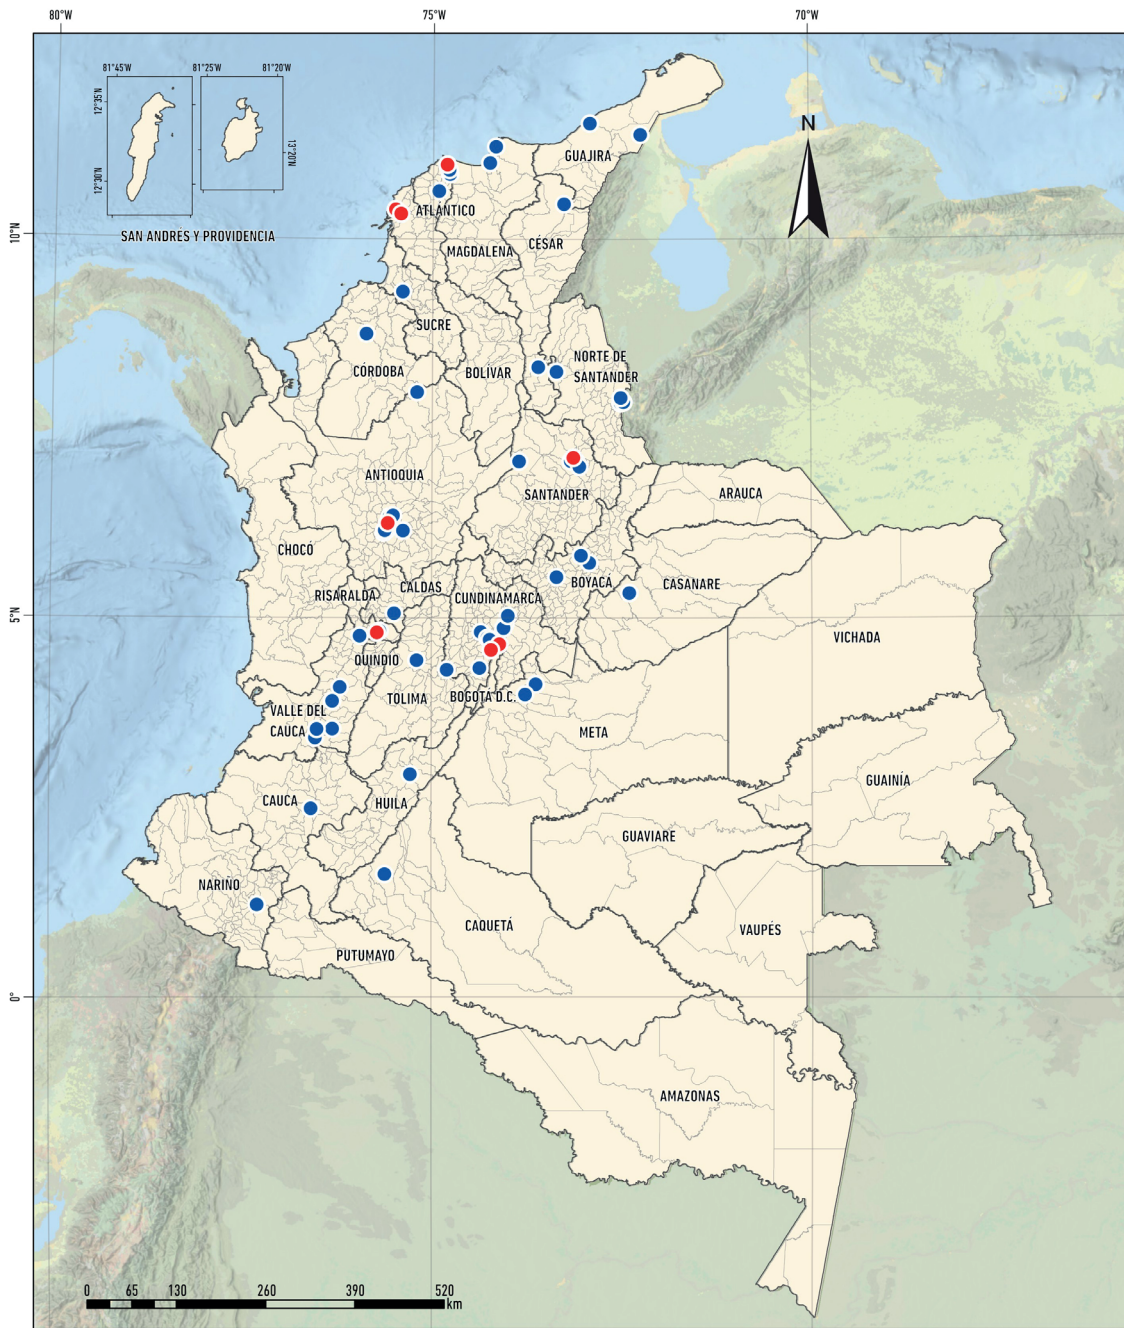 80°W
75°W
70°W
81°45'W
81°25'W
81°20'W
12°35'N
12°30'N
13°20'N
SAN ANDRES Y PROVIDENCIA
N
GUAJIRA
ATLÁNTICO
MAGDALENA
CÉSAR
10°N
SUCRE
NORTE DE
SANTANDER
CÓRDOBA
BOLÍVAR
ANTIOQUIA
SANTANDER
ARAUCA
CHOCÓ
BOYACÁ
CASANARE
CALDAS
RISARALDA
CUNDINAMARCA
5°N
VICHADA
QUINDIO
TOLIMA
BOGOTÁ D.C.
VALLE DEL
CAUCA
META
GUAINÍA
CAUCA
HUILA
GUAVIARE
NARIÑO
CAQUETÁ
VAUPÉS
PUTUMAYO
0°
AMAZONAS
0 65 130 260 390 520
km